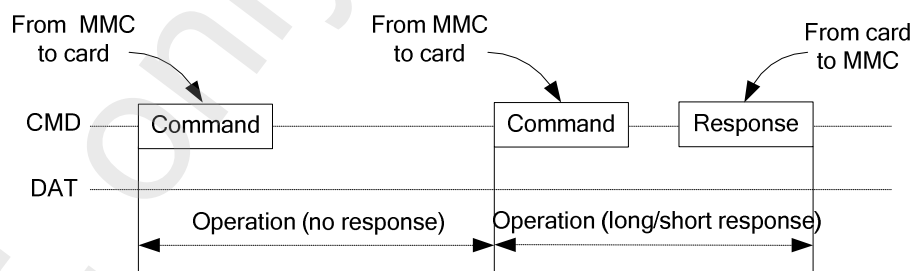 From MMC
to card
From MMC
to card
From card
to MMC
CMD
Command
Command
Response
DAT
Operation (no response)
Operation (long/short response)
only